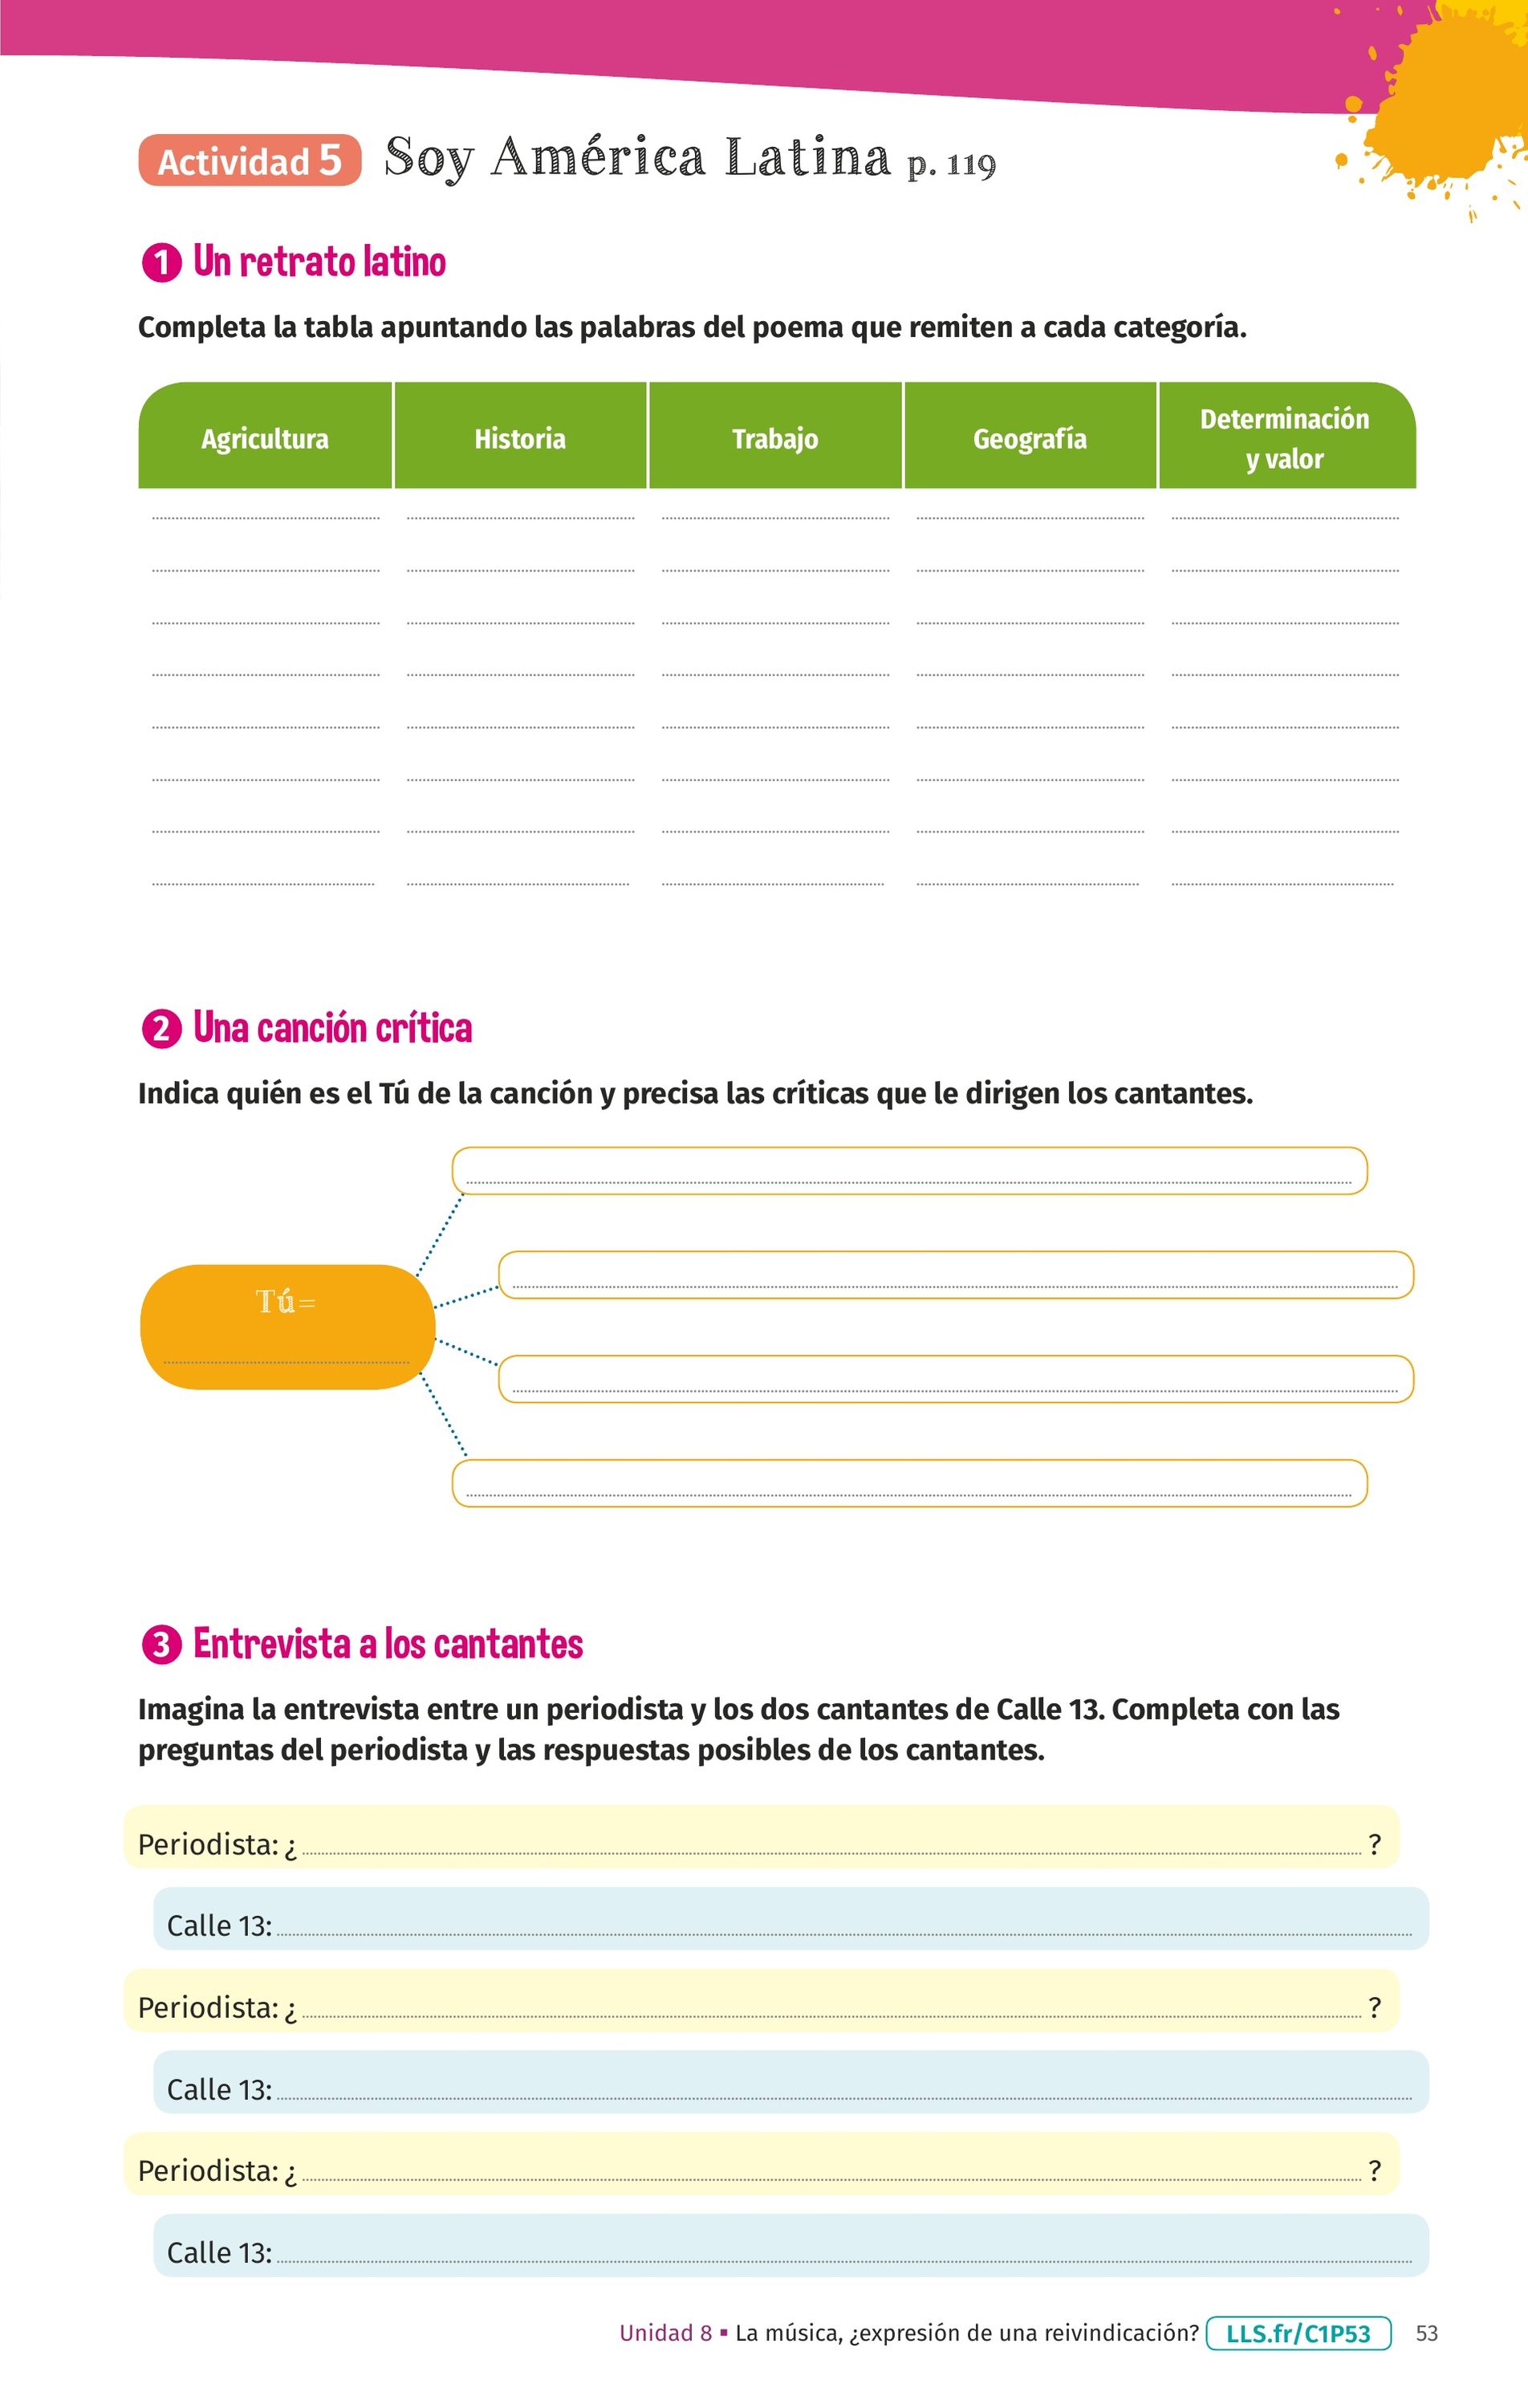 Actividad 5 Soy América Latina p. 119
1 Un retrato latino
Completa la tabla apuntando las palabras del poema que remiten a cada categoría.
Agricultura Historia Trabajo Geografía Determinación y valor
2 Una canción crítica
Indica quién es el Tú de la canción y precisa las críticas que le dirigen los cantantes.
Tú=
3 Entrevista a los cantantes
Imagina la entrevista entre un periodista y los dos cantantes de Calle 13. Completa con las
preguntas del periodista y las respuestas posibles de los cantantes.
Periodista: ¿ ?
Calle 13:
Periodista: ¿ ?
Calle 13:
Periodista: ¿ ?
Calle 13:
Unidad 8 ▪ La música, ¿expresión de una reivindicación? LLS.fr/C1P53 53